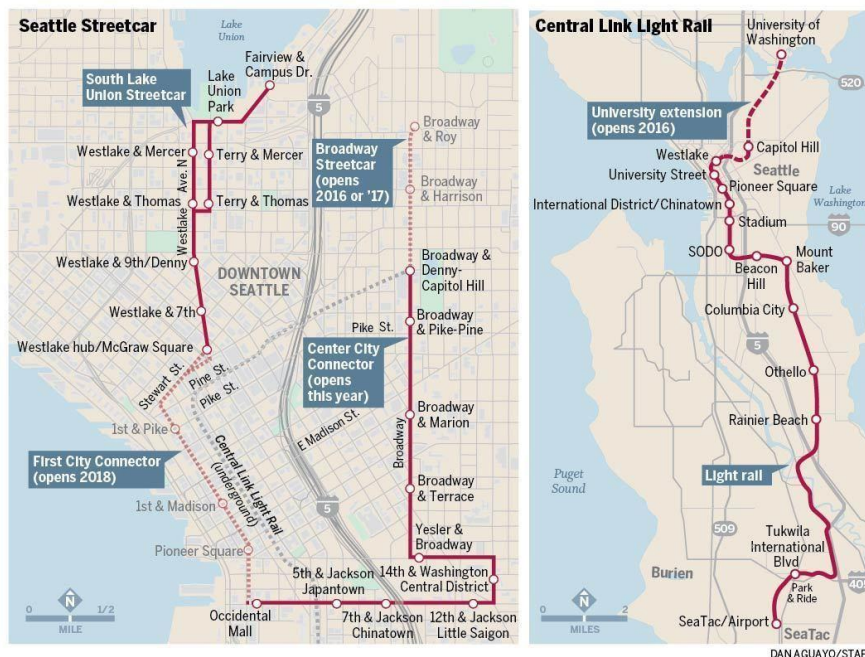 Seattle Streetcar
Lake
Union
Fairview &
Campus Dr.
South Lake
Union Streetcar
Lake
Union
Park
5
Broadway
& Roy
Westlake & Mercer
Ave. N
Terry & Mercer
Broadway
Streetcar
(opens
2016 or '17)
Broadway
& Harrison
Westlake & Thomas
Terry & Thomas
Westlake
Westlake & 9th/Denny
DOWNTOWN
SEATTLE
Broadway &
Denny-
Capitol Hill
Westlake & 7th
Pike St.
Broadway
& Pike-Pine
Westlake hub/McGraw Square
Center City
Connector
(opens
this year)
Stewart St.
Pine St.
Pike St.
1st & Pike
E Madison St.
Broadway
Broadway
& Marion
First City Connector
(opens 2018)
Central Link Light Rail
(underground)
Broadway
& Terrace
1st & Madison
5
Pioneer Square
Yesler &
Broadway
5th & Jackson
Japantown
14th & Washington
Central District
N
0
1/2
MILE
Occidental
Mall
7th & Jackson
Chinatown
12th & Jackson
Little Saigon
Central Link Light Rail
University of
Washington
520
University extension
(opens 2016)
Westlake
Capitol Hill
Seattle
University Street
Pioneer Square
International District/Chinatown
Lake
Washington
Stadium
90
SODO
Beacon
Hill
Mount
Baker
Columbia City
5
Othello
Rainier Beach
Light rail
Puget
Sound
509
Tukwila
International
Blvd
Burien
Park
& Ride
405
N
0
2
MILES
SeaTac/Airport
SeaTac
DAN AGUAYO/STAF